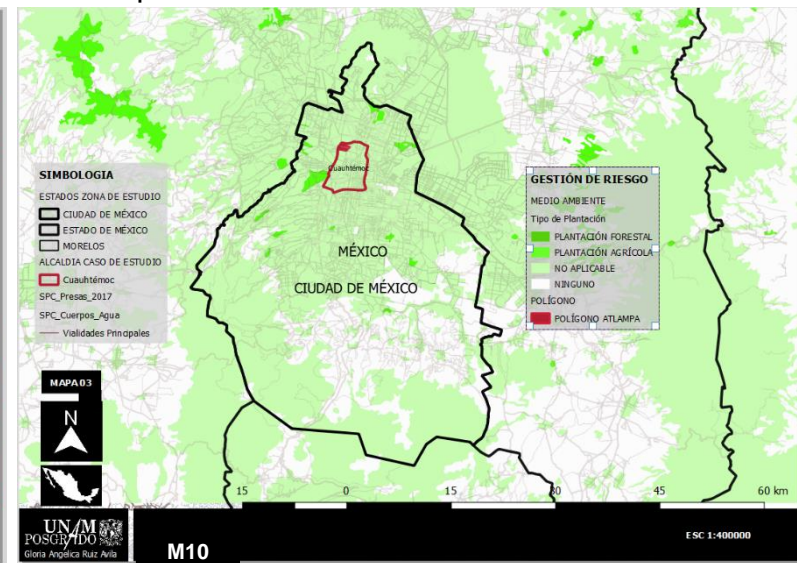 SIMBOLOGIA
ESTADOS ZONA DE ESTUDIO
CIUDAD DE MÉXICO
ESTADO DE MÉXICO
MORELOS
ALCALDIA CASO DE ESTUDIO
Cuauhtémoc
SPC_Presas_2017
SPC_Cuerpos_Agua
Vialidades Principales
Cuauhtémoc
MÉXICO
CIUDAD DE MÉXICO
GESTIÓN DE RIESGO
MEDIO AMBIENTE
Tipo de Plantación
PLANTACIÓN FORESTAL
PLANTACIÓN AGRÍCOLA
NO APLICABLE
NINGUNO
POLÍGONO
POLÍGONO ATLAMPA
MAPA 03
N
15 0 15 30 45 60 km
UNAM
POSGRADO
Gloria Angélica Ruiz Avila
M10
ESC 1:400000